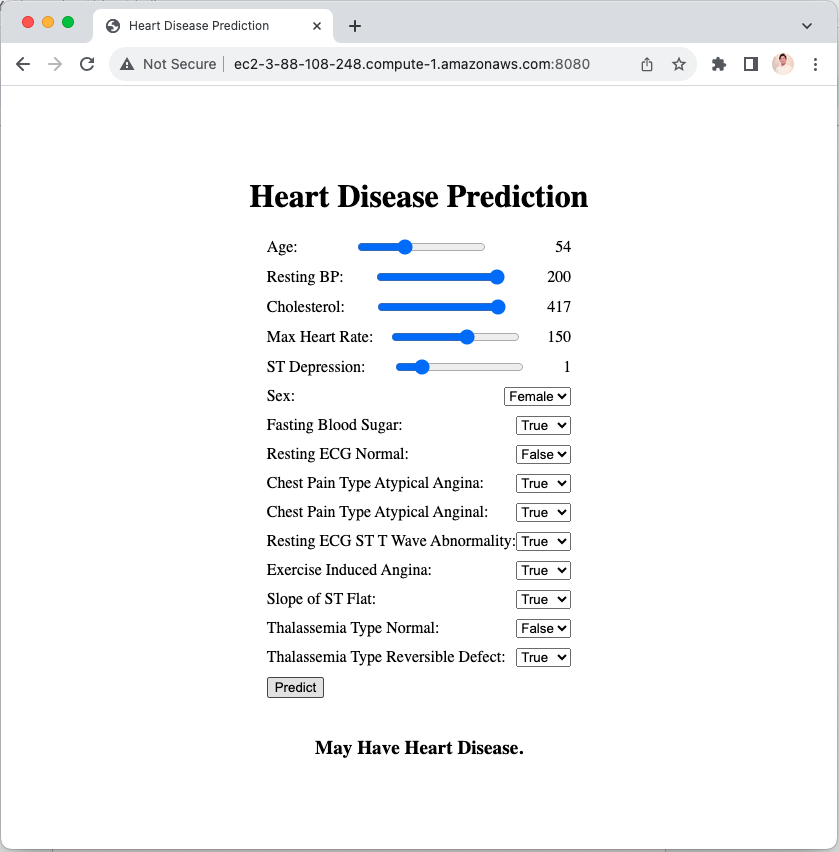 Heart Disease Prediction
Not Secure ec2-3-88-108-248.compute-1.amazonaws.com:8080
Heart Disease Prediction
Age: 54
Resting BP: 200
Cholesterol: 417
Max Heart Rate: 150
ST Depression: 1
Sex: Female
Fasting Blood Sugar: True
Resting ECG Normal: False
Chest Pain Type Atypical Angina: True
Chest Pain Type Atypical Anginal: True
Resting ECG ST T Wave Abnormality: True
Exercise Induced Angina: True
Slope of ST Flat: True
Thalassemia Type Normal: False
Thalassemia Type Reversible Defect: True
Predict
May Have Heart Disease.